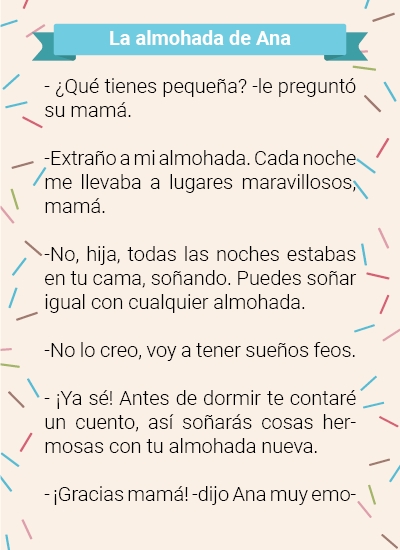 La almohada de Ana
- ¿Qué tienes pequeña? -le preguntó
su mamá.
-Extraño a mi almohada. Cada noche
me llevaba a lugares maravillosos,
mamá.
-No, hija, todas las noches estabas
en tu cama, soñando. Puedes soñar
igual con cualquier almohada.
-No lo creo, voy a tener sueños feos.
- ¡Ya sé! Antes de dormir te contaré
un cuento, así soñarás cosas her-
mosas con tu almohada nueva.
- ¡Gracias mamá! -dijo Ana muy emo-